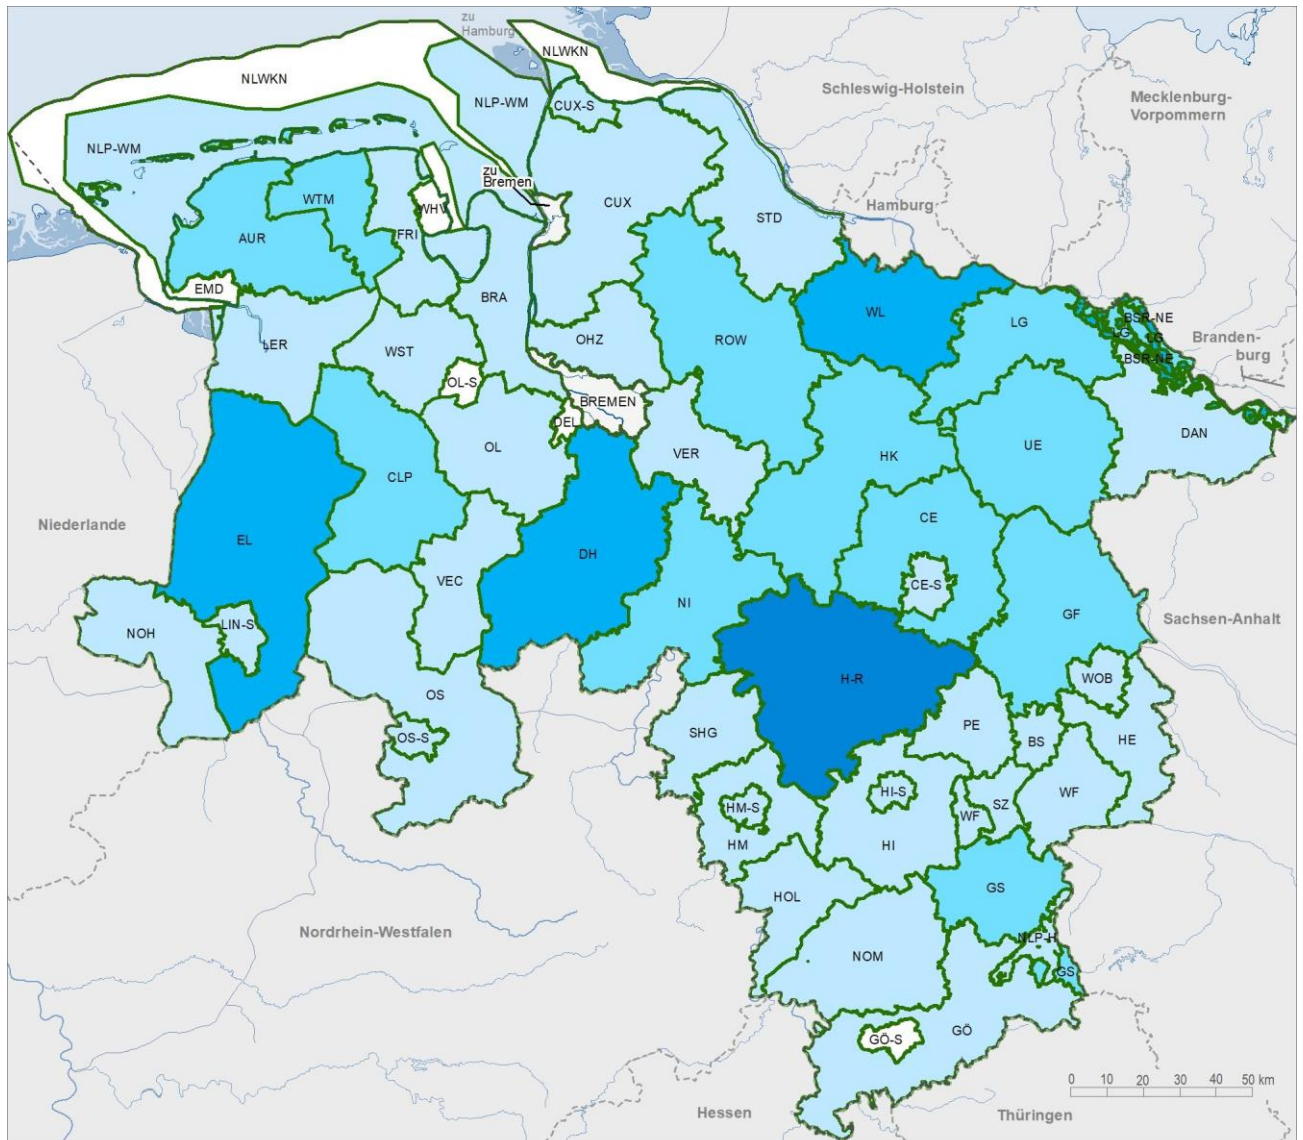 zu
Hamburg
NLWKN
NLWKN
Schleswig-Holstein
Mecklenburg-
Vorpommern
NLP-WM
CUX-S
NLP-WM
zu
Bremen
WTM
WHV
CUX
STD
Hamburg
AUR
FRI
EMD
BRA
WL
LG
BSR-NE
LG
LG
BSR-NE
Branden-
burg
LER
WST
OHZ
ROW
OL-S
BREMEN
DEL
DAN
OL
VER
HK
UE
CLP
Niederlande
EL
DH
CE
VEC
CE-S
NI
GF
Sachsen-Anhalt
NOH
LIN-S
H-R
WOB
OS
SHG
PE
BS
HE
OS-S
HM-S
HI-S
SZ
WF
WF
HM
HI
HOL
GS
Nordrhein-Westfalen
NLP-H
NOM
GS
GÖ
GÖ-S
0 10 20 30 40 50 km
Hessen
Thüringen